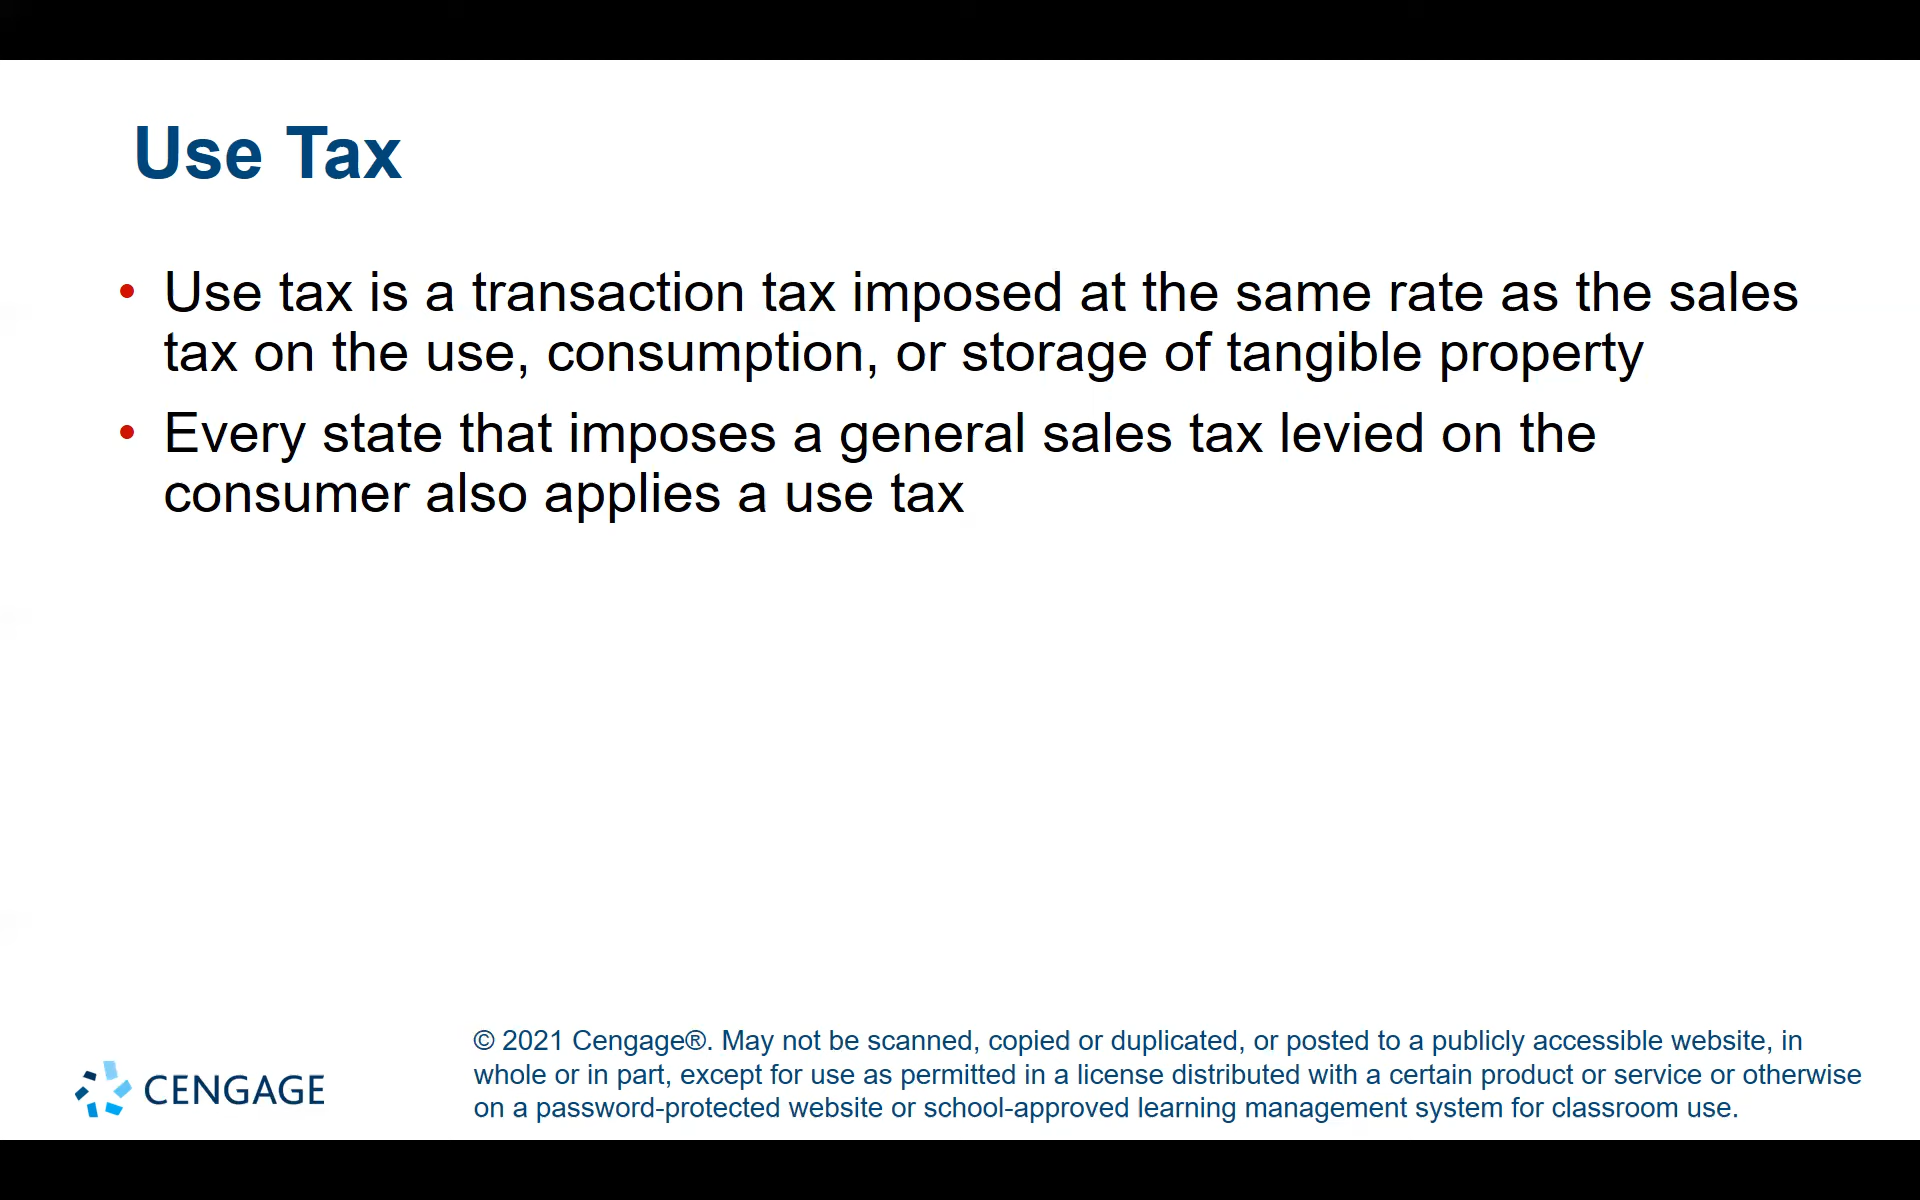 Use Tax
• Use tax is a transaction tax imposed at the same rate as the sales
tax on the use, consumption, or storage of tangible property
• Every state that imposes a general sales tax levied on the
consumer also applies a use tax
CENGAGE
© 2021 Cengage®. May not be scanned, copied or duplicated, or posted to a publicly accessible website, in
whole or in part, except for use as permitted in a license distributed with a certain product or service or otherwise
on a password-protected website or school-approved learning management system for classroom use.